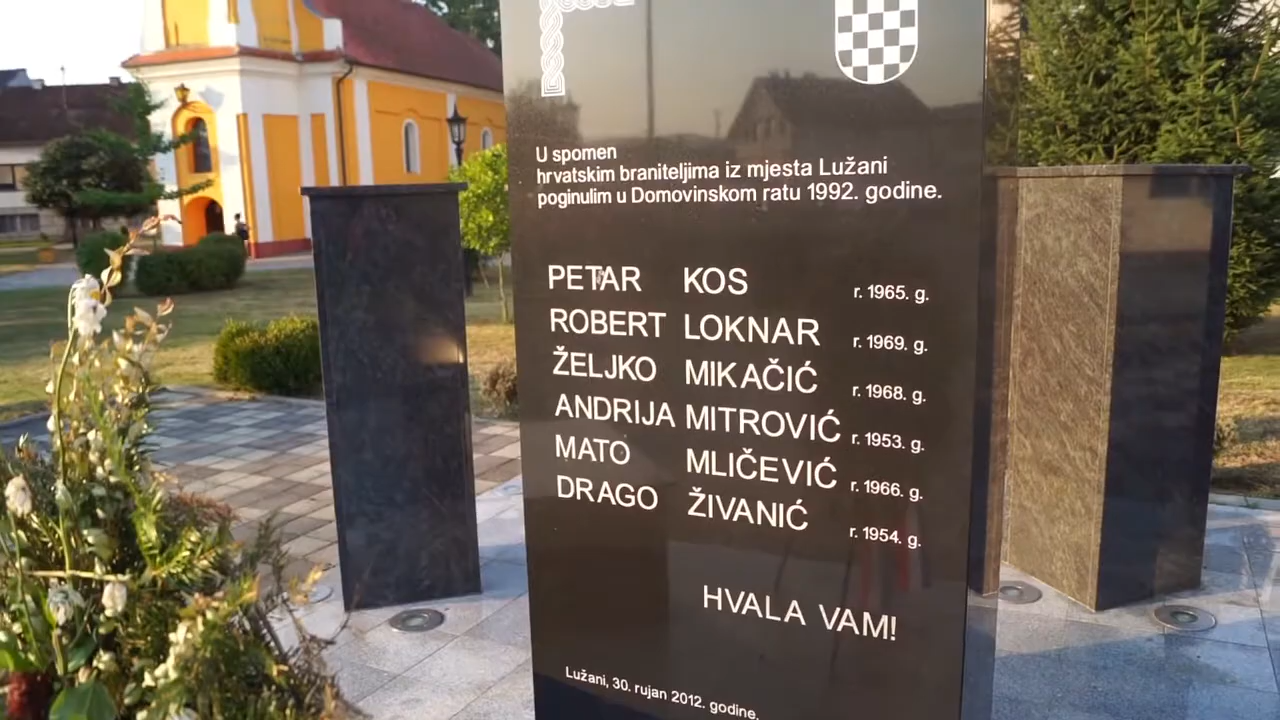 U spomen
hrvatskim braniteljima iz mjesta Lužani
poginulim u Domovinskom ratu 1992. godine.
PETAR KOS r. 1965. g.
ROBERT LOKNAR r. 1969. g.
ŽELJKO MIKAČIĆ r. 1968. g.
ANDRIJA MITROVIĆ r. 1953. g.
MATO MLIČEVIĆ r. 1966. g.
DRAGO ŽIVANIĆ r. 1954. g.
HVALA VAM!
Lužani, 30. rujan 2012. godine.